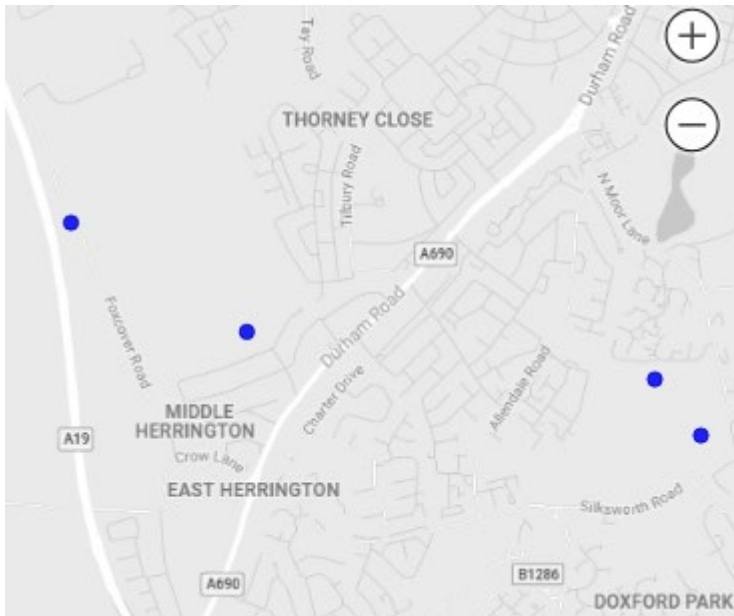 Tay Road
Durham Road
THORNEY CLOSE
Tilbury Road
N Moor Lane
A690
Foxcover Road
Durham Road
Charter Drive
Allendale Road
MIDDLE
HERRINGTON
A19
Crow Lane
EAST HERRINGTON
Silksworth Road
A690
B1286
DOXFORD PARK